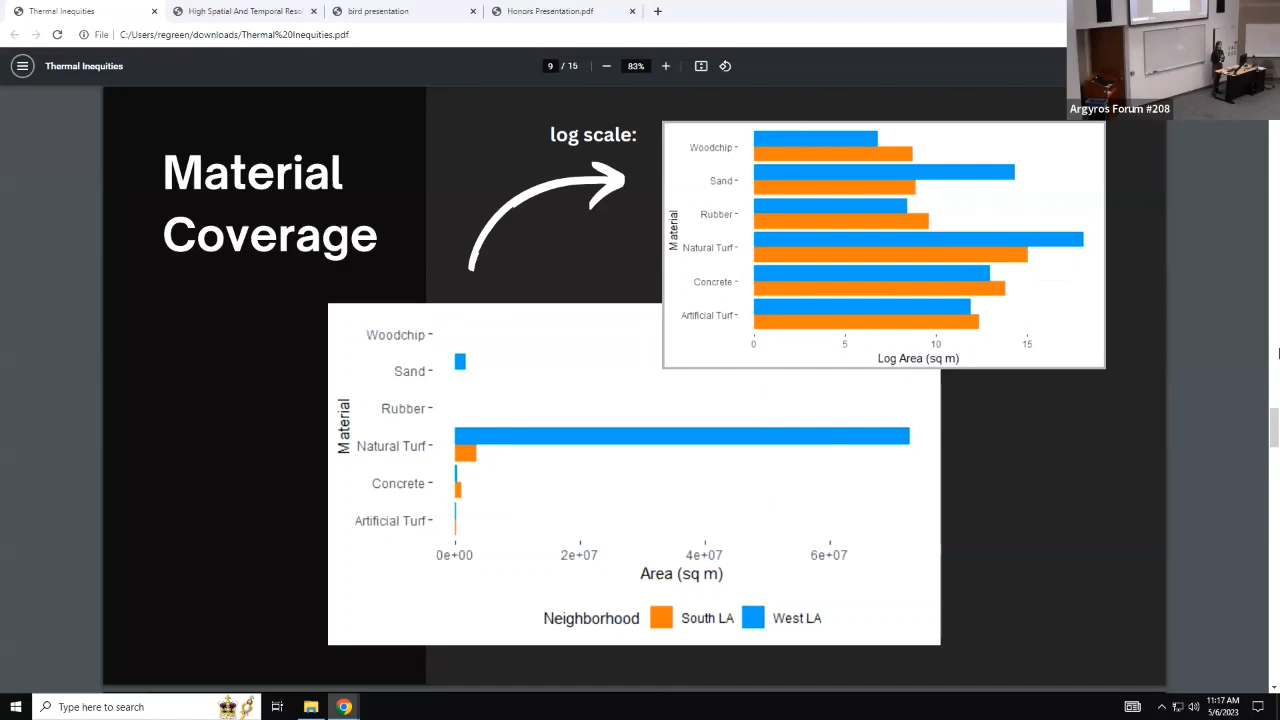 Thermal Inequities
High Spatial And Temporal Resol
bird presentation
Honors Presentation.pdf
File
C:/Users/regreen/downloads/Thermal%20Inequities.pdf
Thermal Inequities
9 / 15
83%
Argyros Forum #208
Material
Coverage
log scale:
Material
Woodchip
Sand
Rubber
Natural Turf
Concrete
Artificial Turf
0 5 10 15
Log Area (sq m)
Material
Woodchip
Sand
Rubber
Natural Turf
Concrete
Artificial Turf
0e+00 2e+07 4e+07 6e+07
Area (sq m)
Neighborhood South LA West LA
Type here to search
11:17 AM
5/6/2023